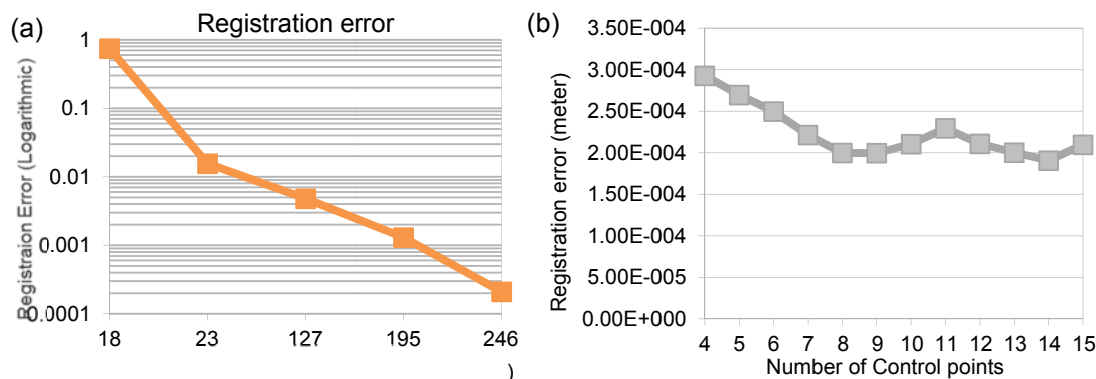 (a)
Registration error
1
0.1
0.01
0.001
0.0001
Registraion Error (Logarithmic)
18 23 127 195 246
)
(b)
3.50E-004
3.00E-004
2.50E-004
2.00E-004
1.50E-004
1.00E-004
5.00E-005
0.00E+000
Registration error (meter)
4 5 6 7 8 9 10 11 12 13 14 15
Number of Control points